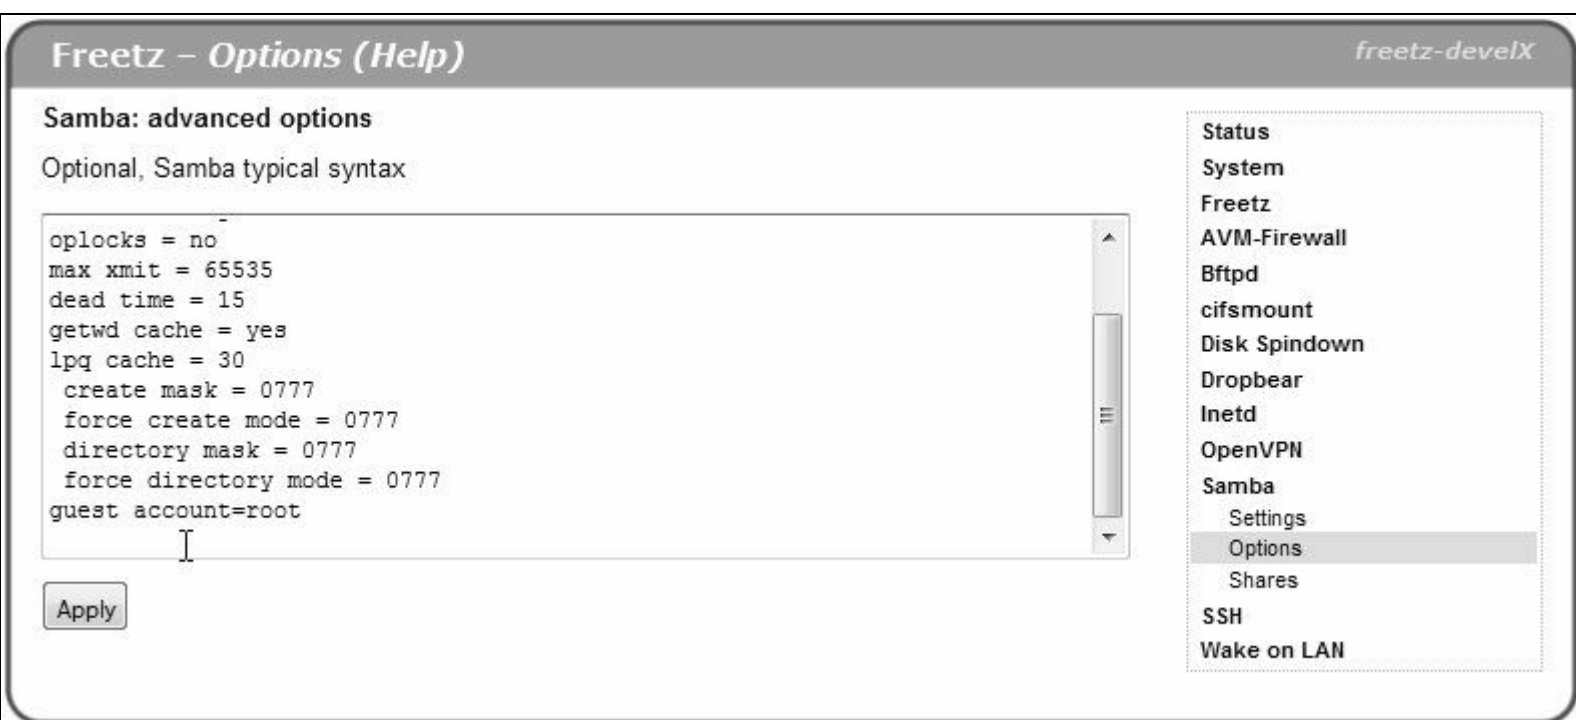 Freetz – Options (Help)
freetz-develX
Samba: advanced options
Optional, Samba typical syntax
oplocks = no
max xmit = 65535
dead time = 15
getwd cache = yes
lpq cache = 30
create mask = 0777
force create mode = 0777
directory mask = 0777
force directory mode = 0777
guest account=root
Apply
Status
System
Freetz
AVM-Firewall
Bftpd
cifsmount
Disk Spindown
Dropbear
Inetd
OpenVPN
Samba
Settings
Options
Shares
SSH
Wake on LAN